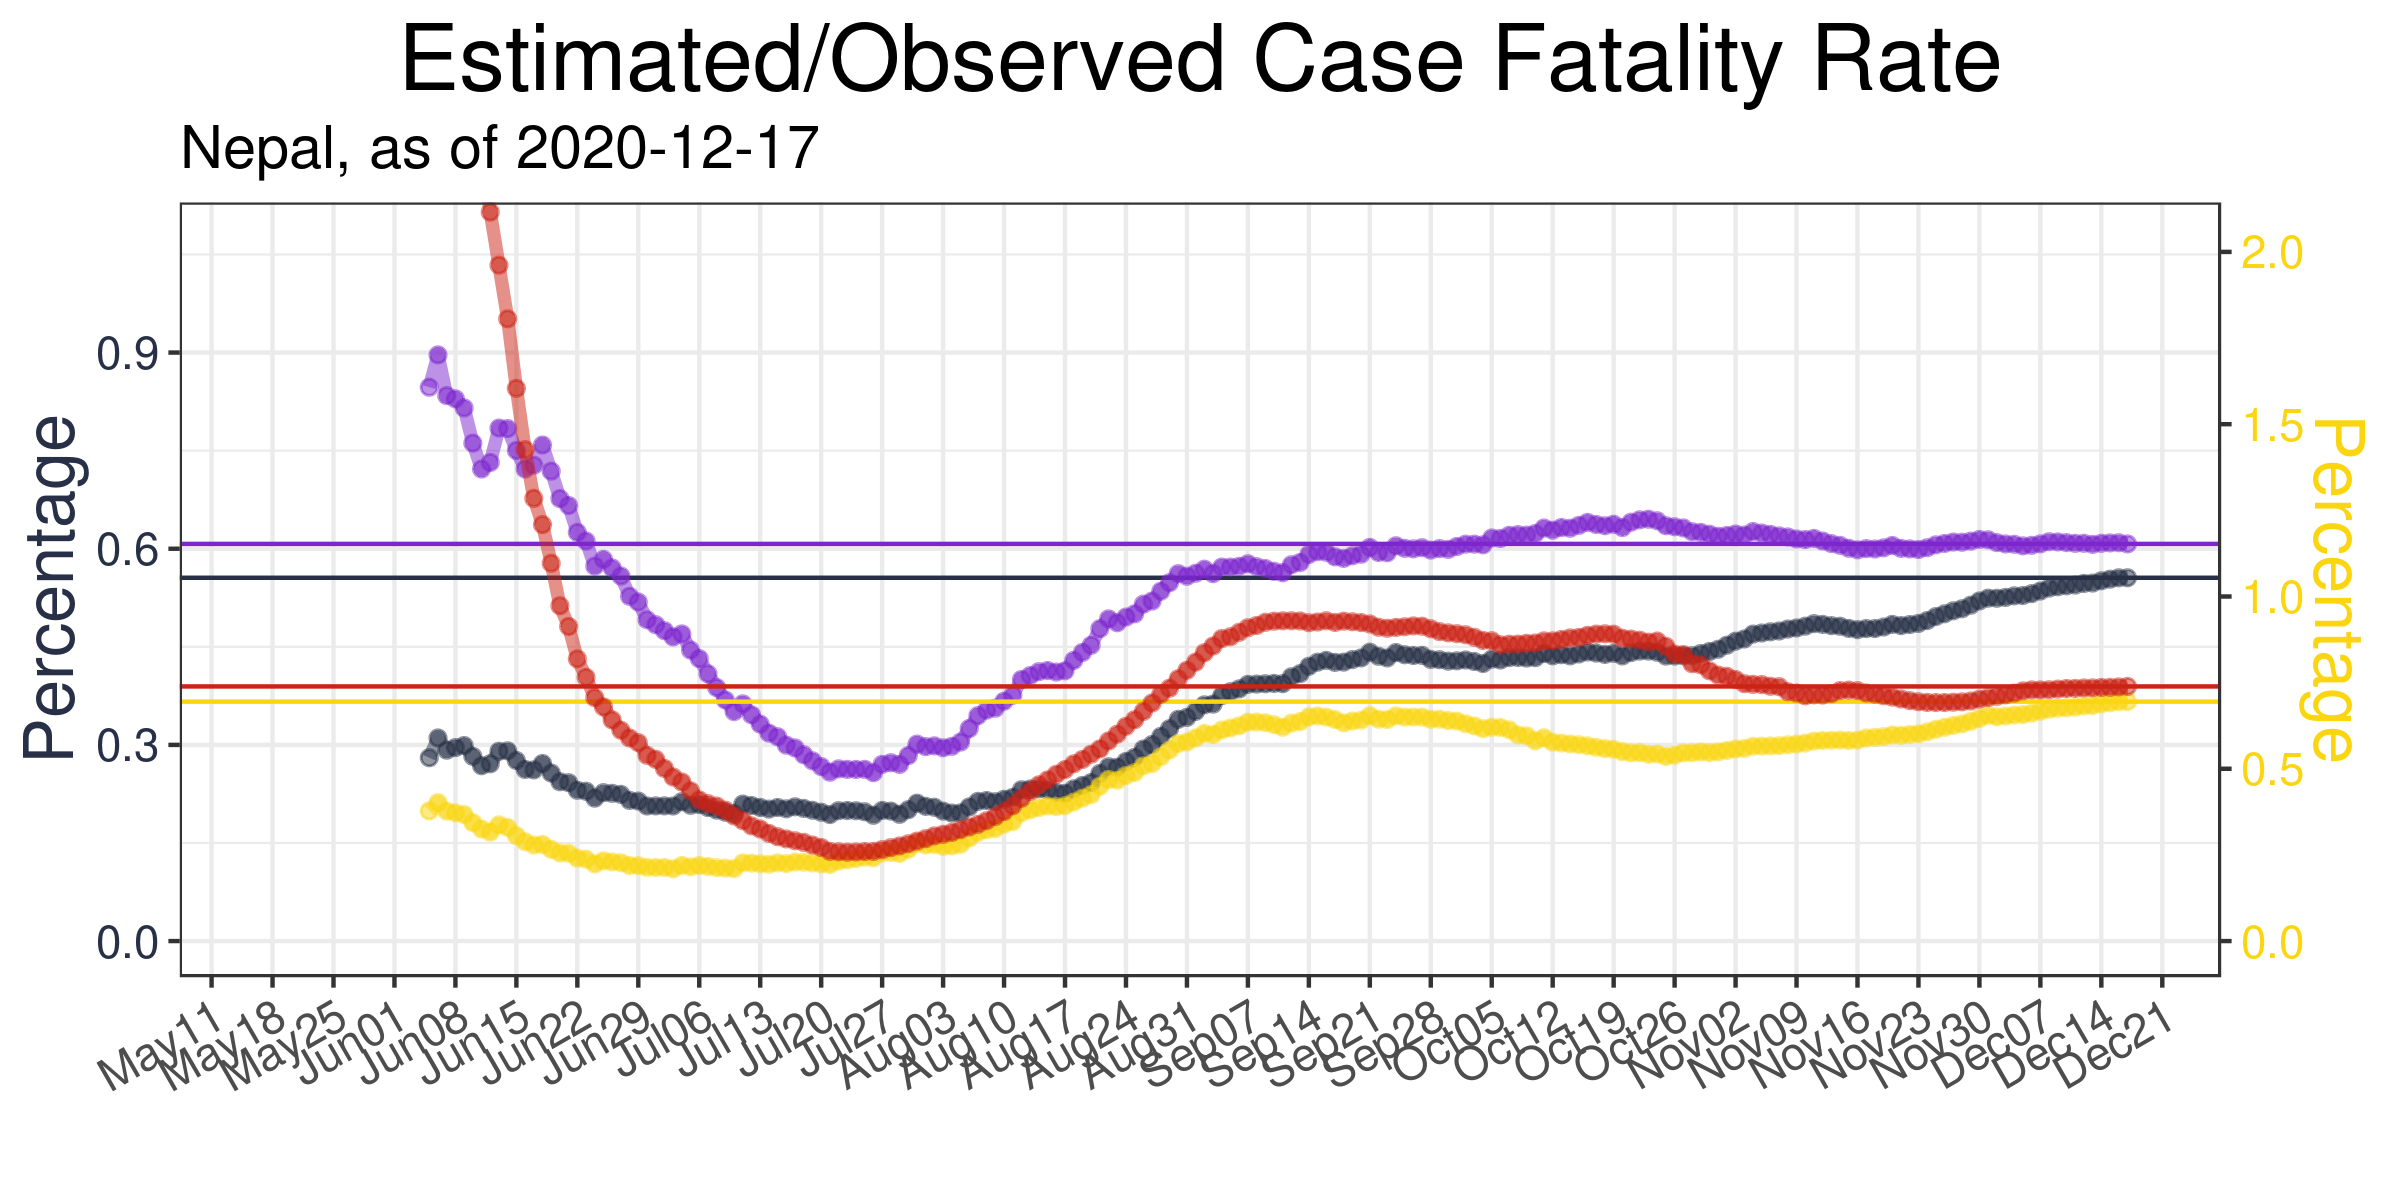 Estimated/Observed Case Fatality Rate
Nepal, as of 2020-12-17
Percentage
0.9
0.6
0.3
0.0
2.0
1.5
1.0
0.5
0.0
Percentage
May11
May18
May25
Jun01
Jun08
Jun15
Jun22
Jun29
Jul06
Jul13
Jul20
Jul27
Aug03
Aug10
Aug17
Aug24
Aug31
Sep07
Sep14
Sep21
Sep28
Oct05
Oct12
Oct19
Oct26
Nov02
Nov09
Nov16
Nov23
Nov30
Dec07
Dec14
Dec21